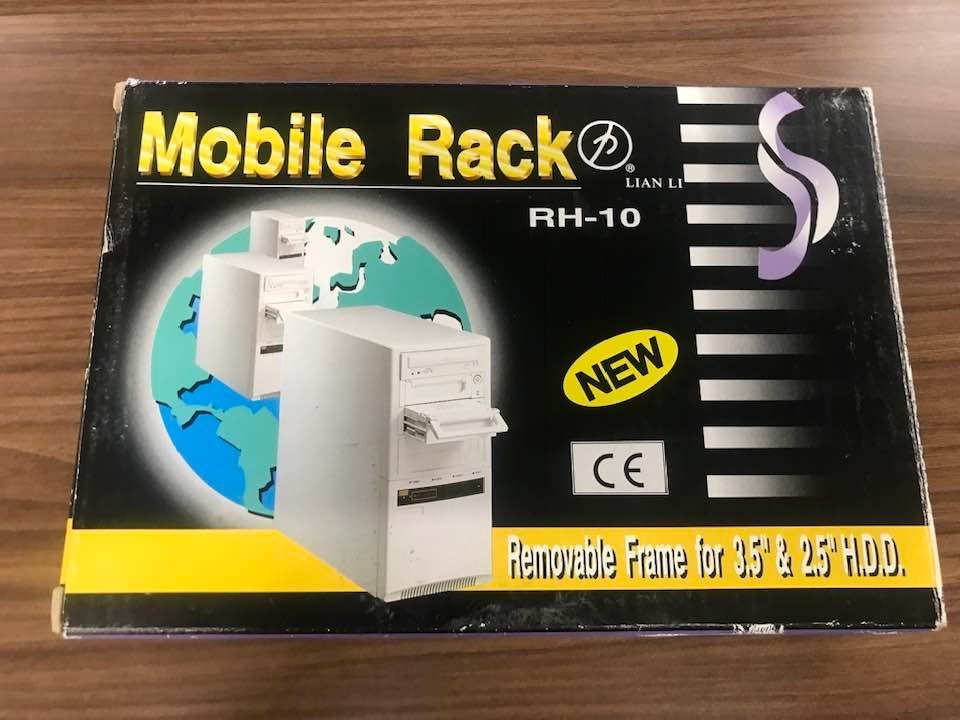 Mobile Rack
®
LIAN LI
RH-10
NEW
CE
Removable Frame for 3.5" & 2.5" H.D.D.